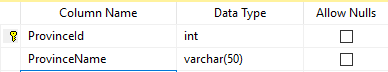 Column Name Data Type Allow Nulls
ProvinceId int
ProvinceName varchar(50)